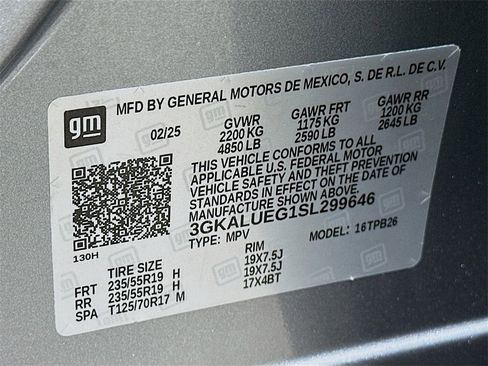 gm
MFD BY GENERAL MOTORS DE MEXICO, S. DE R.L. DE C.V.
02/25 GVWR GAWR FRT GAWR RR
2200 KG 1175 KG 1200 KG
4850 LB 2590 LB 2645 LB
THIS VEHICLE CONFORMS TO ALL
APPLICABLE U.S. FEDERAL MOTOR
VEHICLE SAFETY AND THEFT PREVENTION
STANDARDS IN EFFECT ON THE DATE OF
MANUFACTURE SHOWN ABOVE.
3GKALUEG1SL299646
130H TYPE: MPV MODEL: 16TPB26
TIRE SIZE RIM
FRT 235/55R19 H 19X7.5J
RR 235/55R19 H 19X7.5J
SPA T125/70R17 M 17X4BT